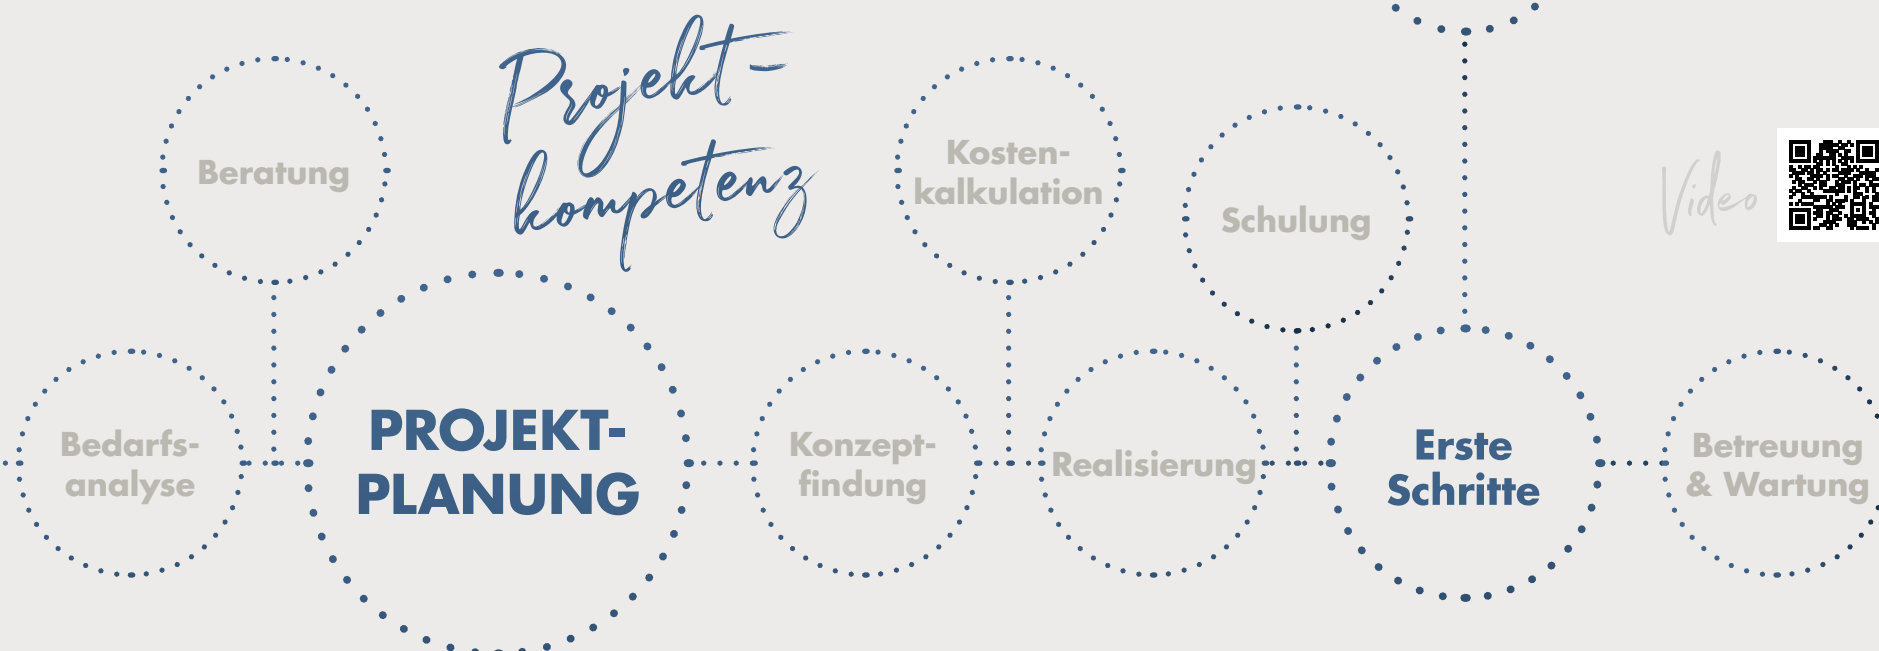 Projekt-
kompetenz
Beratung
Kosten-
kalkulation
Schulung
Video
Bedarfs-
analyse
PROJEKT-
PLANUNG
Konzept-
findung
Realisierung
Erste
Schritte
Betreuung
& Wartung